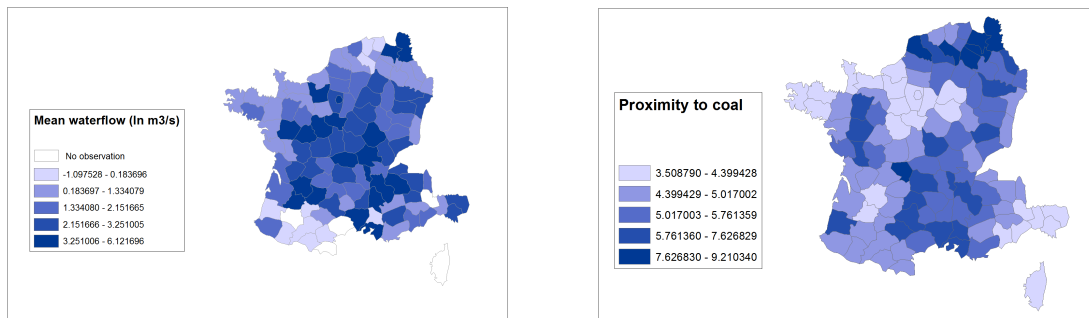 Mean waterflow (ln m3/s)
No observation
-1.097528 - 0.183696
0.183697 - 1.334079
1.334080 - 2.151665
2.151666 - 3.251005
3.251006 - 6.121696
Proximity to coal
3.508790 - 4.399428
4.399429 - 5.017002
5.017003 - 5.761359
5.761360 - 7.626829
7.626830 - 9.210340